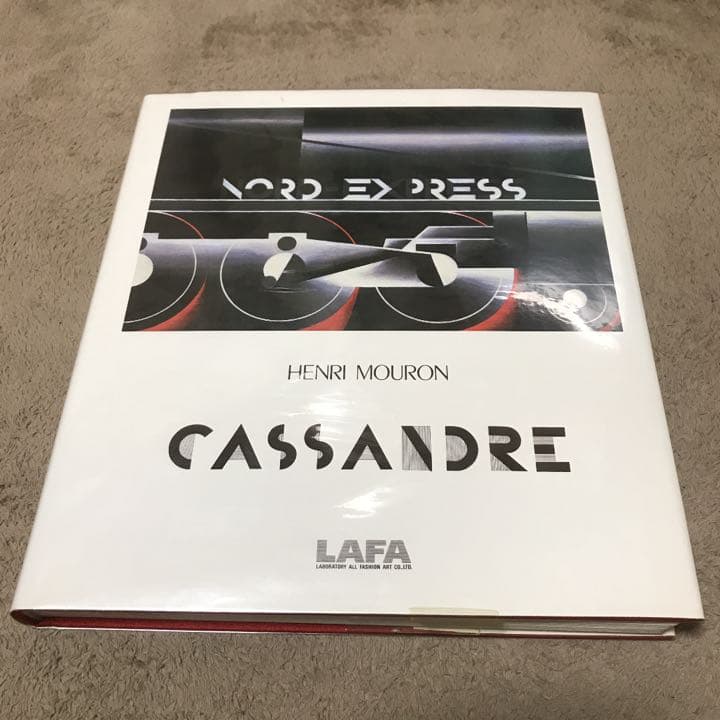 NORD EXPRESS
HENRI MOURON
CASSANDRE
LAFA
LABORATORY ALL FASHION ART CO.,LTD.